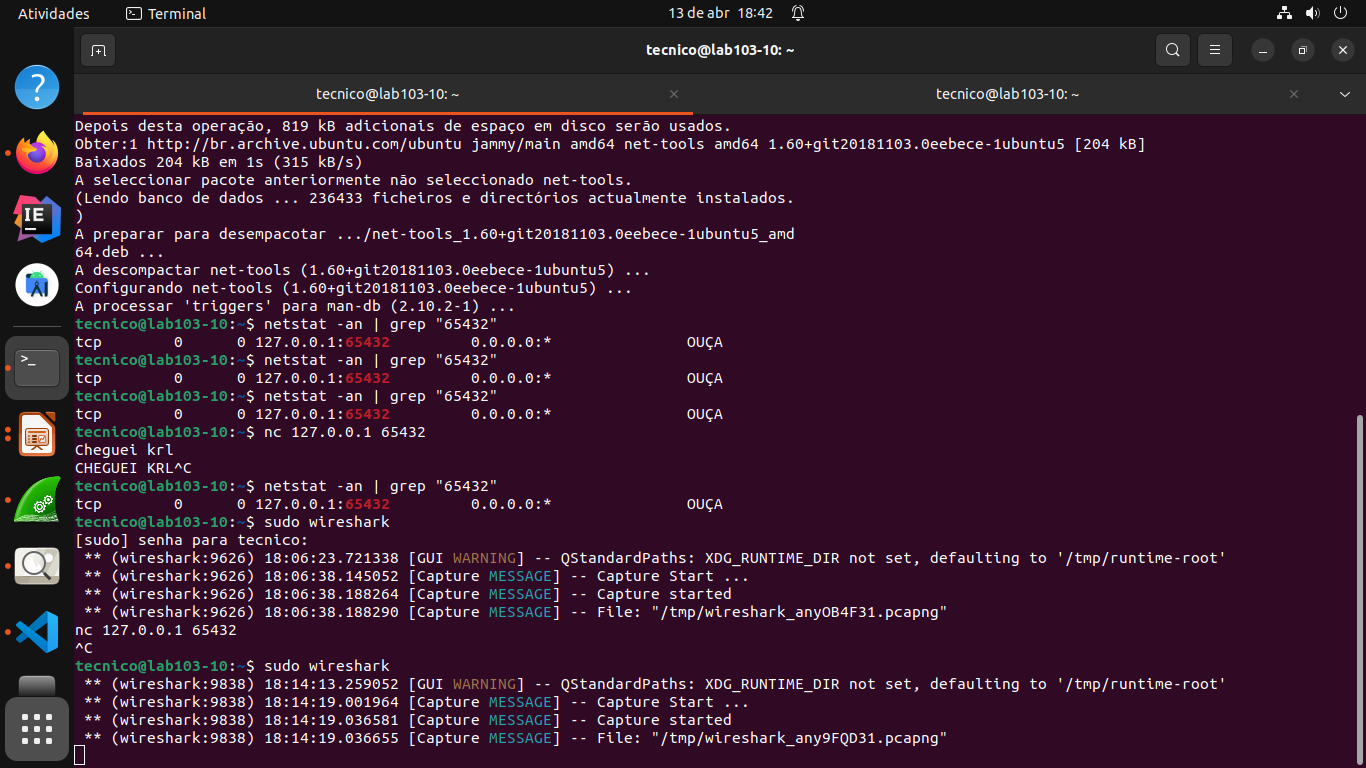 Atividades
Terminal
13 de abr 18:42
tecnico@lab103-10: ~
tecnico@lab103-10: ~
tecnico@lab103-10: ~
Depois desta operação, 819 kB adicionais de espaço em disco serão usados.
Obter:1 http://br.archive.ubuntu.com/ubuntu jammy/main amd64 net-tools amd64 1.60+git20181103.0eebece-1ubuntu5 [204 kB]
Baixados 204 kB em 1s (315 kB/s)
A seleccionar pacote anteriormente não seleccionado net-tools.
(Lendo banco de dados ... 236433 ficheiros e directórios actualmente instalados.
)
A preparar para desempacotar .../net-tools_1.60+git20181103.0eebece-1ubuntu5_amd
64.deb ...
A descompactar net-tools (1.60+git20181103.0eebece-1ubuntu5) ...
Configurando net-tools (1.60+git20181103.0eebece-1ubuntu5) ...
A processar 'triggers' para man-db (2.10.2-1) ...
tecnico@lab103-10:~$ netstat -an | grep "65432"
tcp        0      0 127.0.0.1:65432         0.0.0.0:*               OUÇA
tecnico@lab103-10:~$ netstat -an | grep "65432"
tcp        0      0 127.0.0.1:65432         0.0.0.0:*               OUÇA
tecnico@lab103-10:~$ netstat -an | grep "65432"
tcp        0      0 127.0.0.1:65432         0.0.0.0:*               OUÇA
tecnico@lab103-10:~$ nc 127.0.0.1 65432
Cheguei krl
CHEGUEI KRL^C
tecnico@lab103-10:~$ netstat -an | grep "65432"
tcp        0      0 127.0.0.1:65432         0.0.0.0:*               OUÇA
tecnico@lab103-10:~$ sudo wireshark
[sudo] senha para tecnico:
 ** (wireshark:9626) 18:06:23.721338 [GUI WARNING] -- QStandardPaths: XDG_RUNTIME_DIR not set, defaulting to '/tmp/runtime-root'
 ** (wireshark:9626) 18:06:38.145052 [Capture MESSAGE] -- Capture Start ...
 ** (wireshark:9626) 18:06:38.188264 [Capture MESSAGE] -- Capture started
 ** (wireshark:9626) 18:06:38.188290 [Capture MESSAGE] -- File: "/tmp/wireshark_anyOB4F31.pcapng"
nc 127.0.0.1 65432
^C
tecnico@lab103-10:~$ sudo wireshark
 ** (wireshark:9838) 18:14:13.259052 [GUI WARNING] -- QStandardPaths: XDG_RUNTIME_DIR not set, defaulting to '/tmp/runtime-root'
 ** (wireshark:9838) 18:14:19.001964 [Capture MESSAGE] -- Capture Start ...
 ** (wireshark:9838) 18:14:19.036581 [Capture MESSAGE] -- Capture started
 ** (wireshark:9838) 18:14:19.036655 [Capture MESSAGE] -- File: "/tmp/wireshark_any9FQD31.pcapng"
?
IE
>_